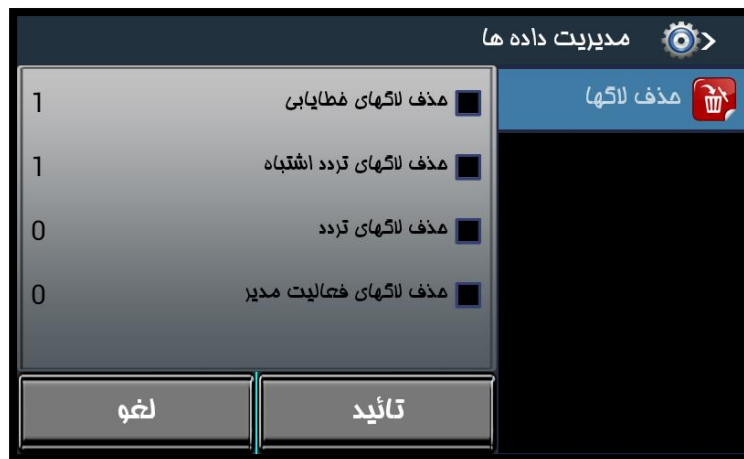 مدیریت داده ها
حذف لاگها
حذف لاگهای خطایابی 1
حذف لاگهای تردد اشتباه 1
حذف لاگهای تردد 0
حذف لاگهای فعالیت مدیر 0
تائید
لغو